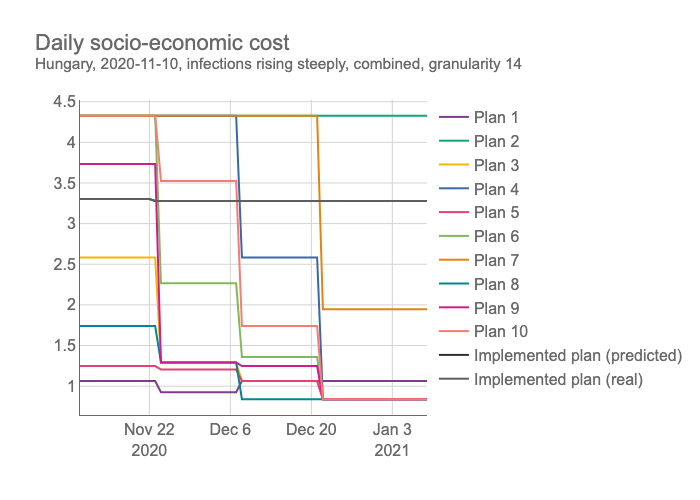 Daily socio-economic cost
Hungary, 2020-11-10, infections rising steeply, combined, granularity 14
4.5
4
3.5
3
2.5
2
1.5
1
Nov 22
2020
Dec 6
Dec 20
Jan 3
2021
Plan 1
Plan 2
Plan 3
Plan 4
Plan 5
Plan 6
Plan 7
Plan 8
Plan 9
Plan 10
Implemented plan (predicted)
Implemented plan (real)